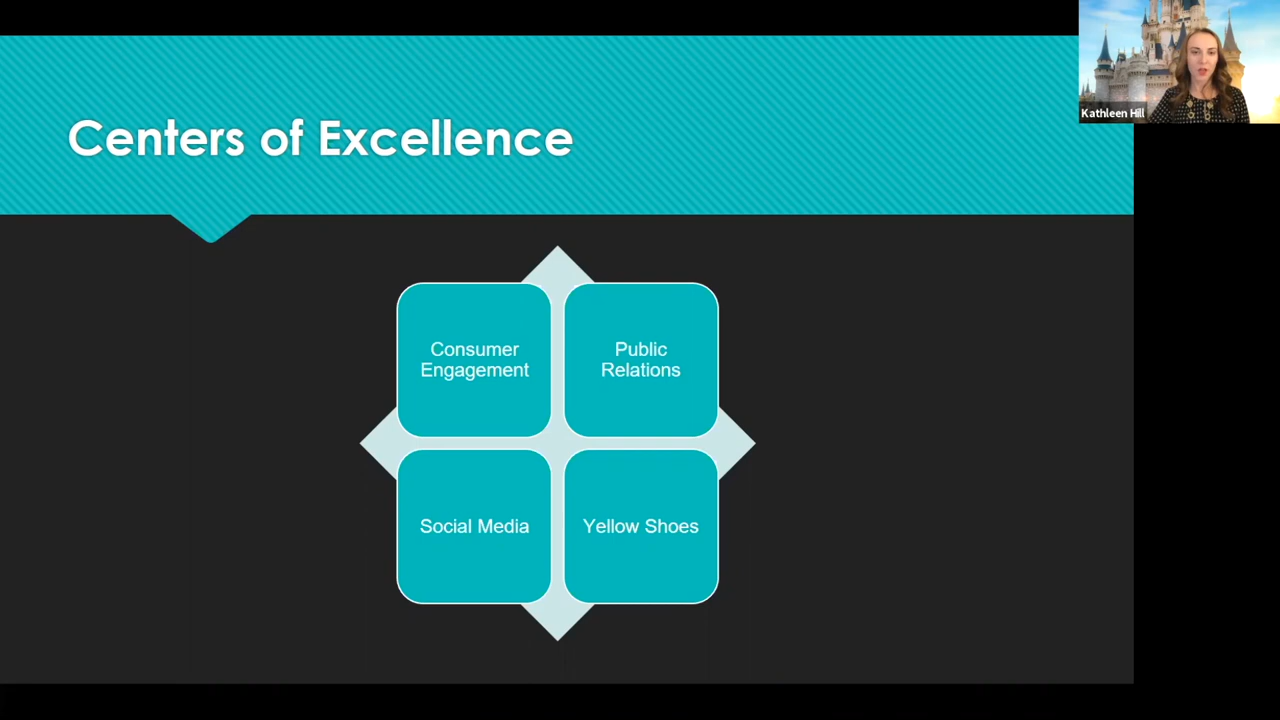 Centers of Excellence
Kathleen Hill
Consumer
Engagement
Public
Relations
Social Media
Yellow Shoes